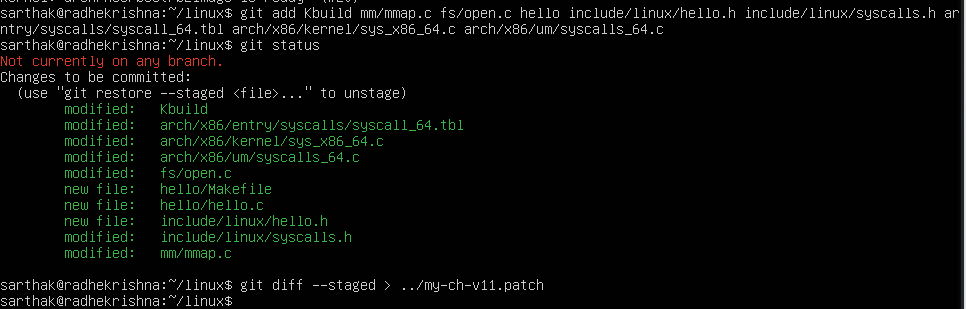 sarthak@radhekrishna:~/linux$ git add Kbuild mm/mmap.c fs/open.c hello include/linux/hello.h include/linux/syscalls.h ar
ntry/syscalls/syscall_64.tbl arch/x86/kernel/sys_x86_64.c arch/x86/um/syscalls_64.c
sarthak@radhekrishna:~/linux$ git status
Not currently on any branch.
Changes to be committed:
  (use "git restore --staged <file>..." to unstage)
        modified:   Kbuild
        modified:   arch/x86/entry/syscalls/syscall_64.tbl
        modified:   arch/x86/kernel/sys_x86_64.c
        modified:   arch/x86/um/syscalls_64.c
        modified:   fs/open.c
        new file:   hello/Makefile
        new file:   hello/hello.c
        new file:   include/linux/hello.h
        modified:   include/linux/syscalls.h
        modified:   mm/mmap.c
sarthak@radhekrishna:~/linux$ git diff --staged > ../my-ch-v11.patch
sarthak@radhekrishna:~/linux$